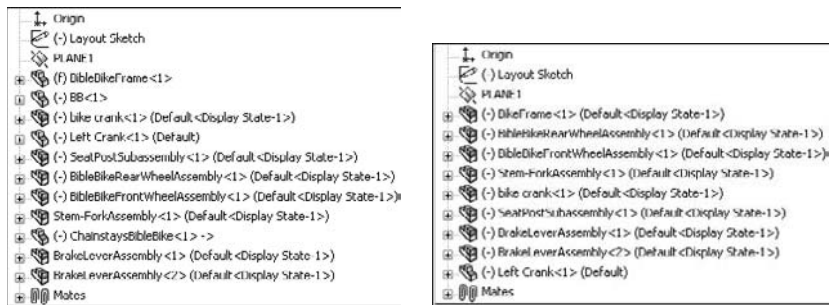 Origin
(-) Layout Sketch
PLANE1
(f) BibleBikeFrame<1>
(-) BB<1>
(-) bike crank<1> (Default<Display State-1>)
(-) Left Crank<1> (Default)
(-) SeatPostSubassembly<1> (Default<Display State-1>)
(-) BibleBikeRearWheelAssembly<1> (Default<Display State-1>)
(-) BibleBikeFrontWheelAssembly<1> (Default<Display State-1>)
Stem-ForkAssembly<1> (Default<Display State-1>)
(-) ChainstaysBibleBike<1> ->
BrakeLeverAssembly<1> (Default<Display State-1>)
BrakeLeverAssembly<2> (Default<Display State-1>)
Mates
Origin
(-) Layout Sketch
PLANE1
(-) BikeFrame<1> (Default<Display State-1>)
(-) BibleBikeRearWheelAssembly<1> (Default<Display State-1>)
(-) BibleBikeFrontWheelAssembly<1> (Default<Display State-1>)
(-) Stem-ForkAssembly<1> (Default<Display State-1>)
(-) bike crank<1> (Default<Display State-1>)
(-) SeatPostSubassembly<1> (Default<Display State-1>)
(-) BrakeLeverAssembly<1> (Default<Display State-1>)
(-) BrakeLeverAssembly<2> (Default<Display State-1>)
(-) Left Crank<1> (Default)
Mates